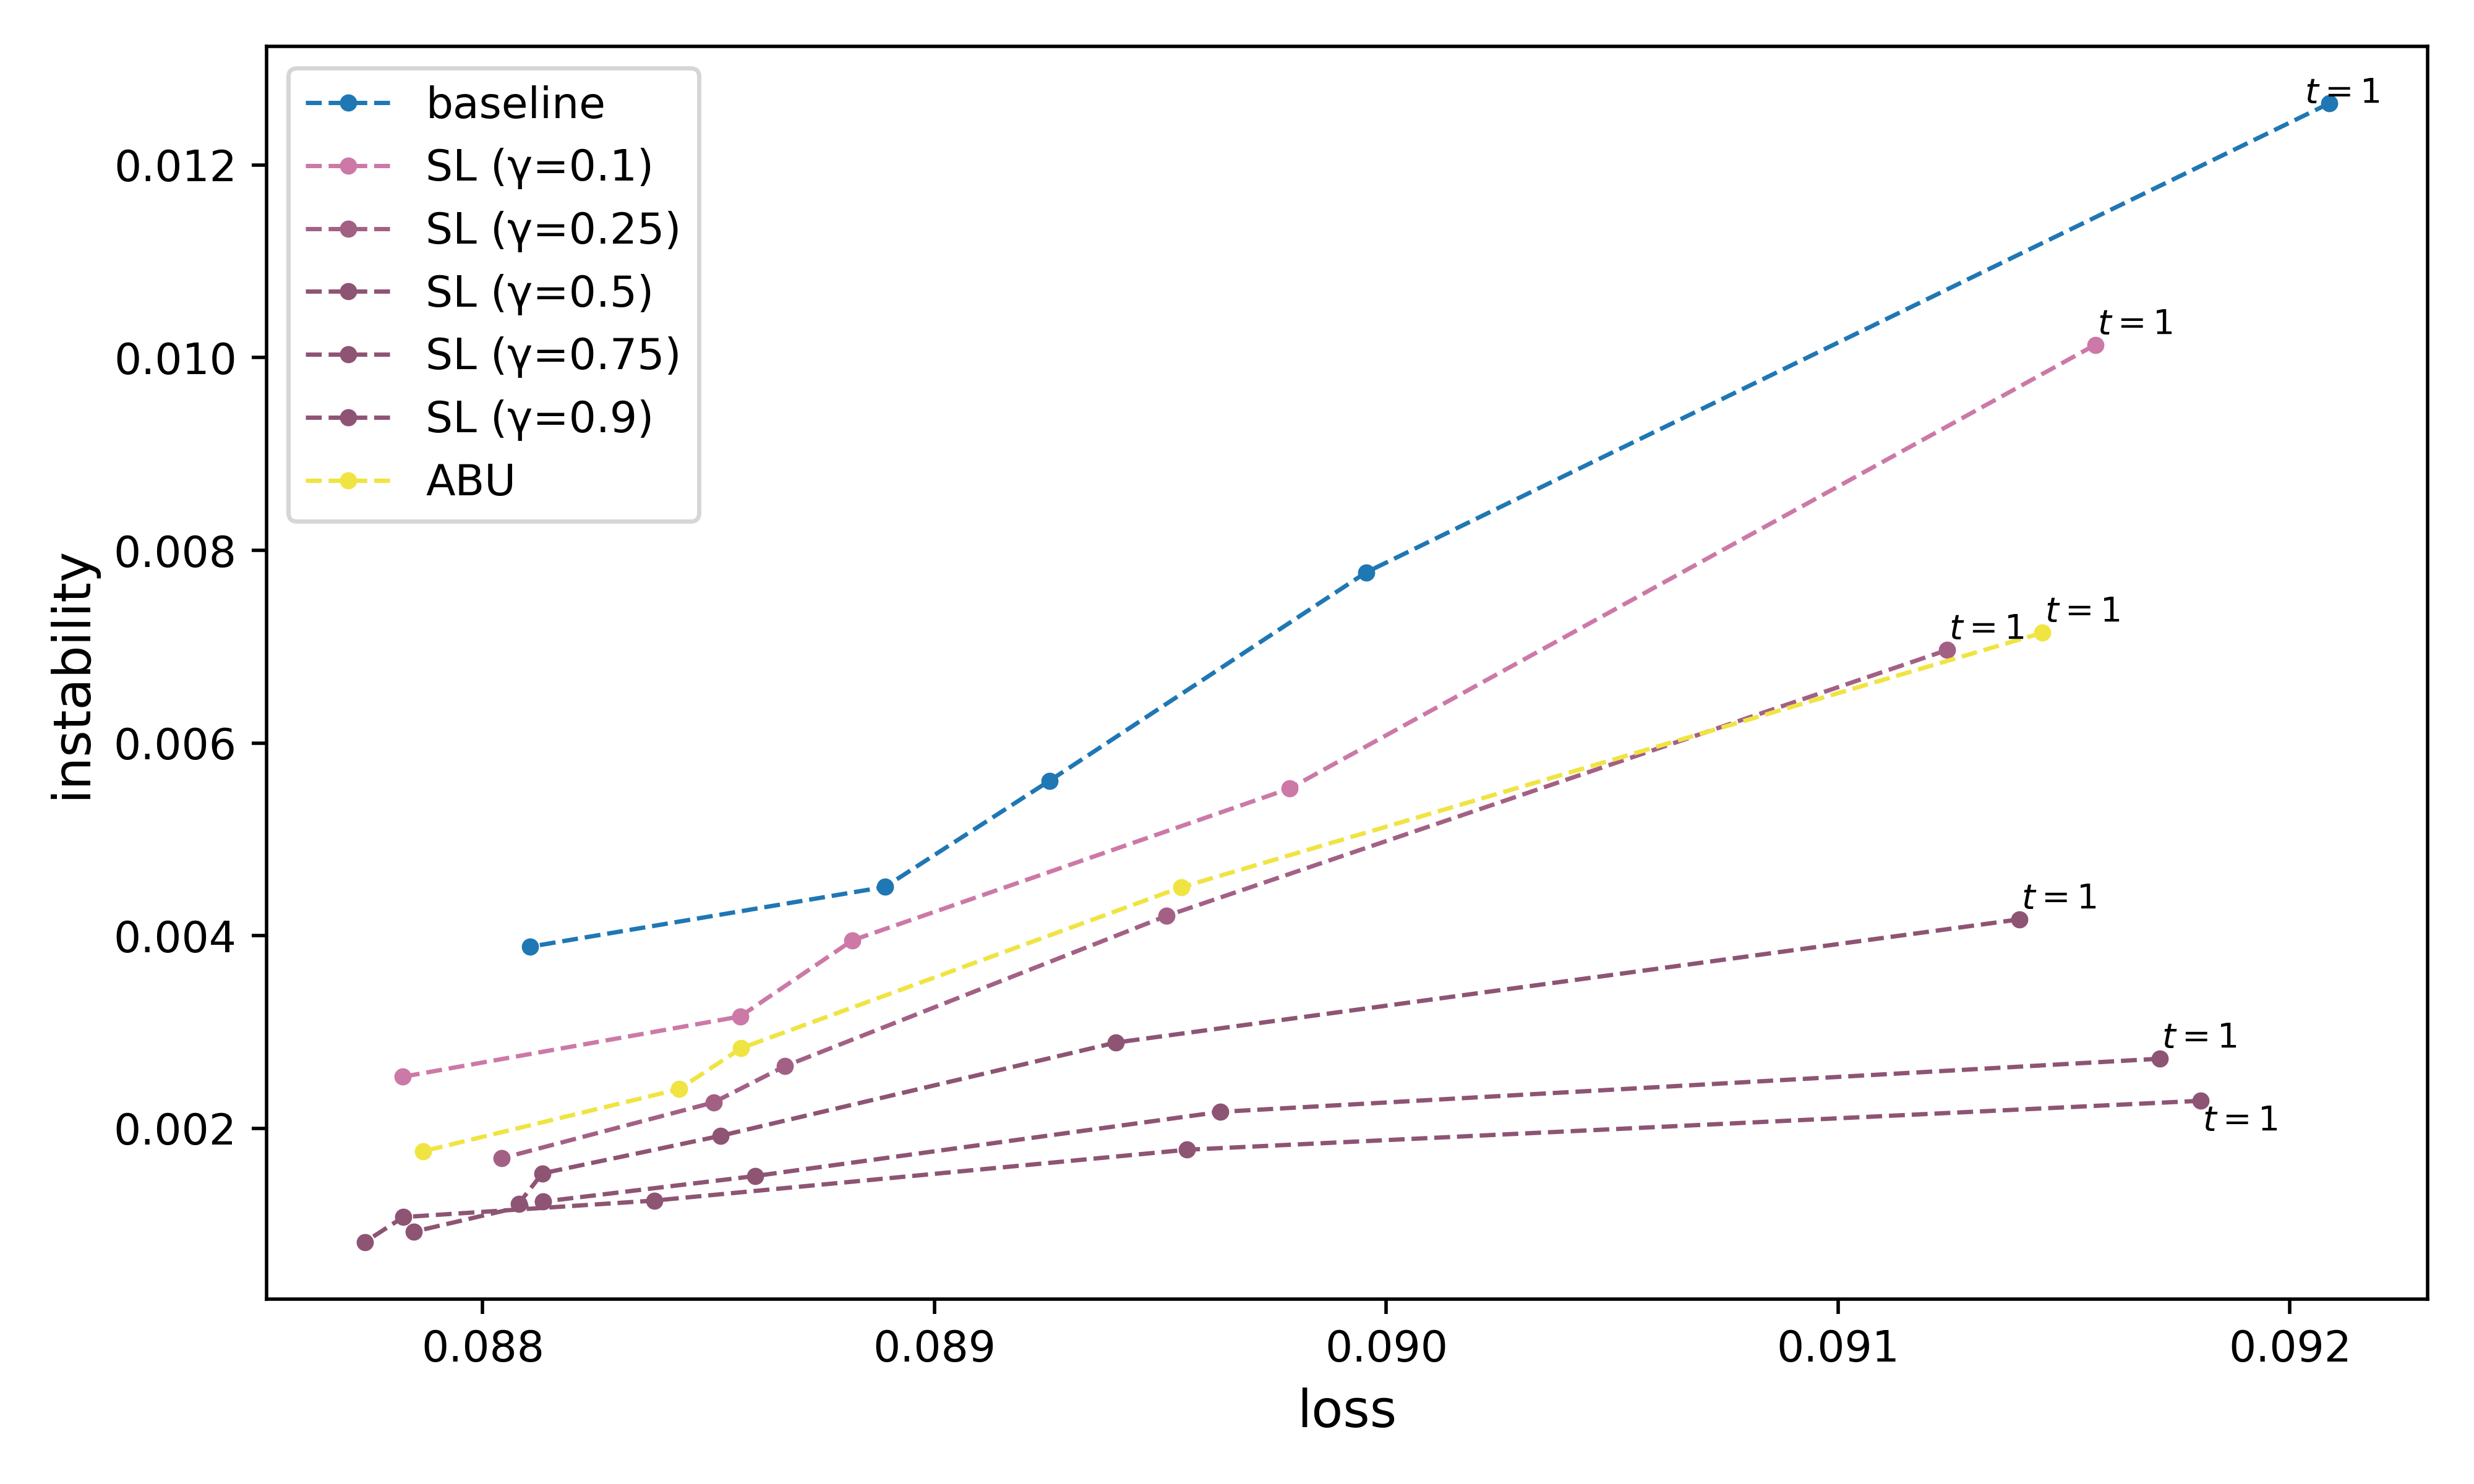 baseline
SL (γ=0.1)
SL (γ=0.25)
SL (γ=0.5)
SL (γ=0.75)
SL (γ=0.9)
ABU
t = 1
t = 1
t = 1
t = 1
t = 1
t = 1
t = 1
0.012
0.010
0.008
0.006
0.004
0.002
instability
0.088
0.089
0.090
0.091
0.092
loss